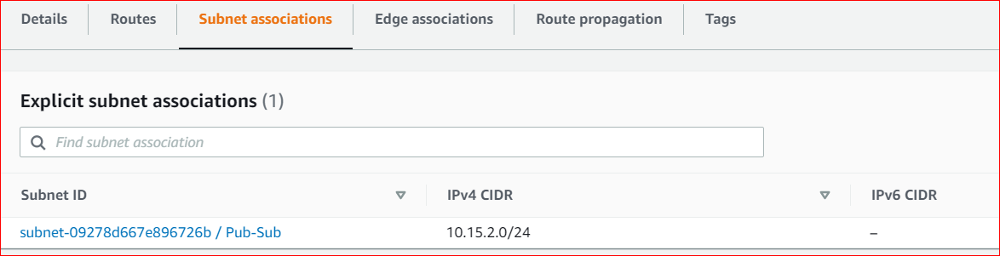 Details Routes Subnet associations Edge associations Route propagation Tags
Explicit subnet associations (1)
Find subnet association
Subnet ID IPv4 CIDR IPv6 CIDR
subnet-09278d667e896726b / Pub-Sub 10.15.2.0/24 –